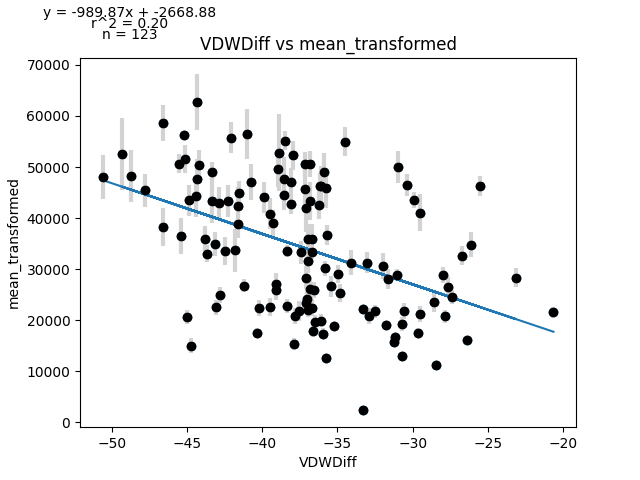 y = -989.87x + -2668.88
r^2 = 0.20
n = 123
VDWDiff vs mean_transformed
70000
60000
50000
40000
30000
20000
10000
0
mean_transformed
−50
−45
−40
−35
−30
−25
−20
VDWDiff